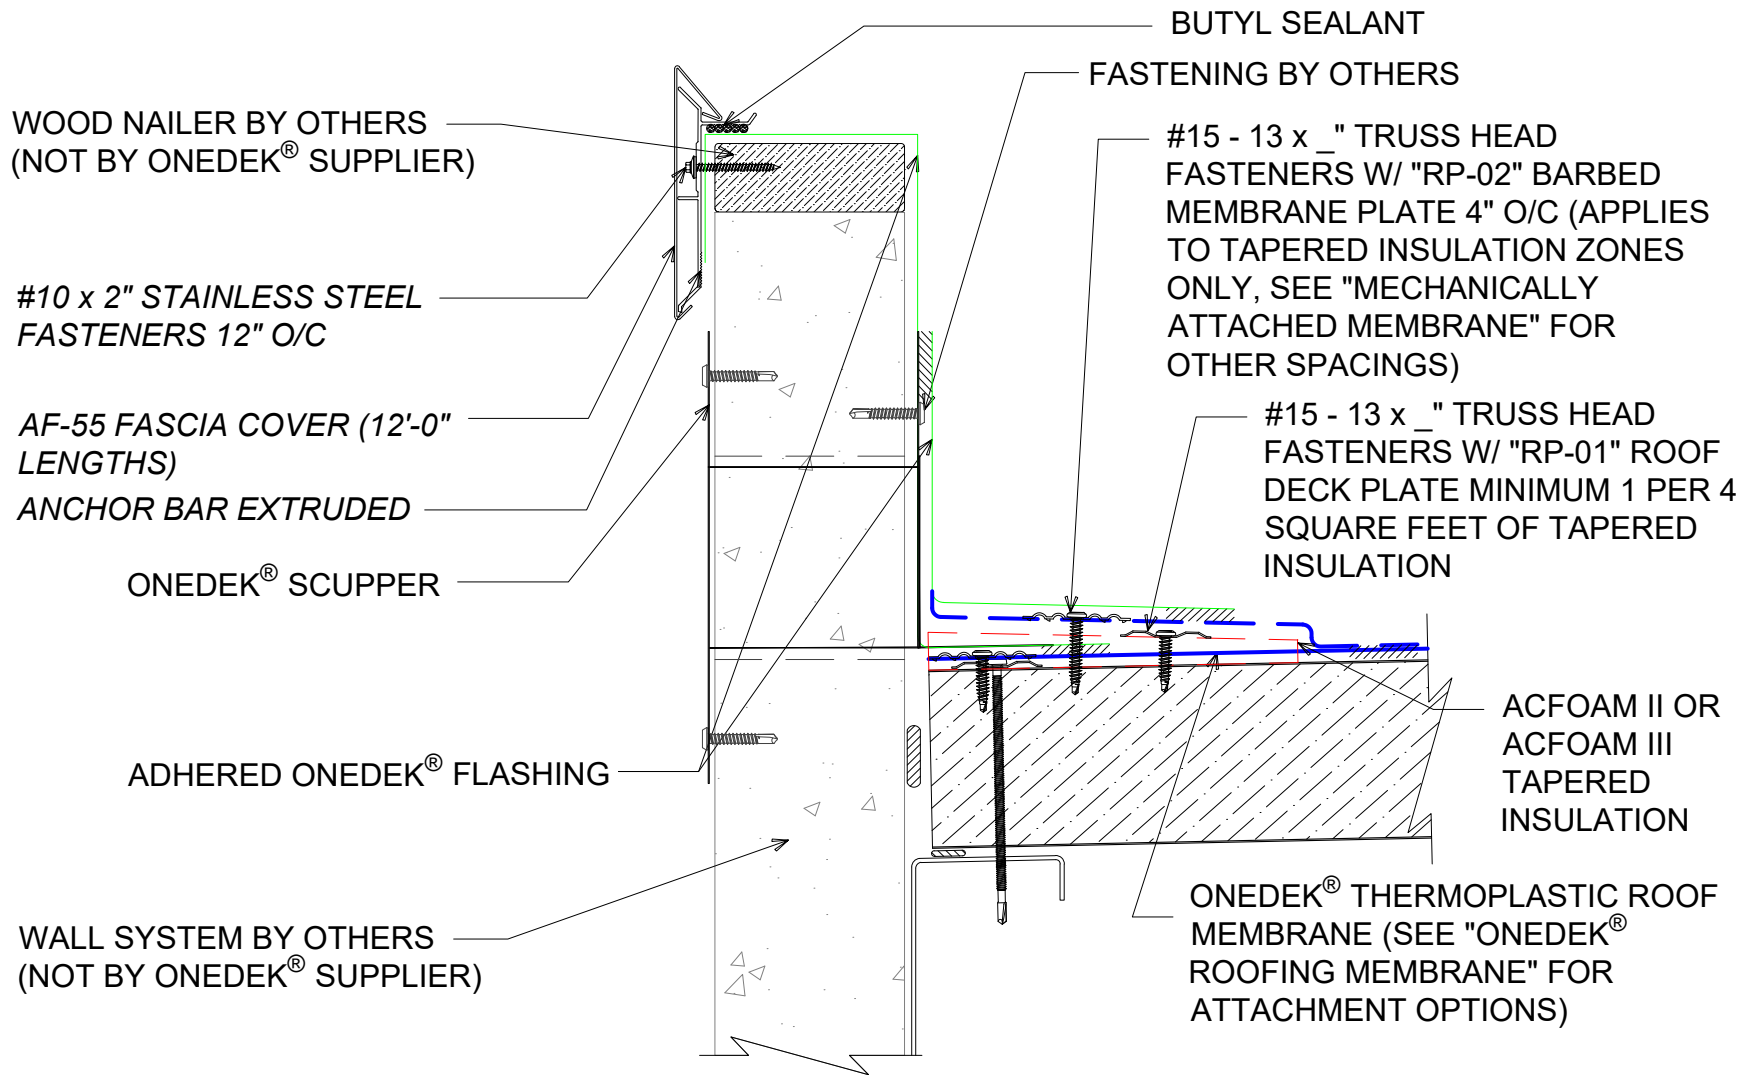 BUTYL SEALANT
FASTENING BY OTHERS
WOOD NAILER BY OTHERS
(NOT BY ONEDEK® SUPPLIER)
#15 - 13 x _" TRUSS HEAD
FASTENERS W/ "RP-02" BARBED
MEMBRANE PLATE 4" O/C (APPLIES
TO TAPERED INSULATION ZONES
ONLY, SEE "MECHANICALLY
ATTACHED MEMBRANE" FOR
OTHER SPACINGS)
#10 x 2" STAINLESS STEEL
FASTENERS 12" O/C
AF-55 FASCIA COVER (12'-0"
LENGTHS)
ANCHOR BAR EXTRUDED
#15 - 13 x _" TRUSS HEAD
FASTENERS W/ "RP-01" ROOF
DECK PLATE MINIMUM 1 PER 4
SQUARE FEET OF TAPERED
INSULATION
ONEDEK® SCUPPER
ADHERED ONEDEK® FLASHING
ACFOAM II OR
ACFOAM III
TAPERED
INSULATION
WALL SYSTEM BY OTHERS
(NOT BY ONEDEK® SUPPLIER)
ONEDEK® THERMOPLASTIC ROOF
MEMBRANE (SEE "ONEDEK®
ROOFING MEMBRANE" FOR
ATTACHMENT OPTIONS)